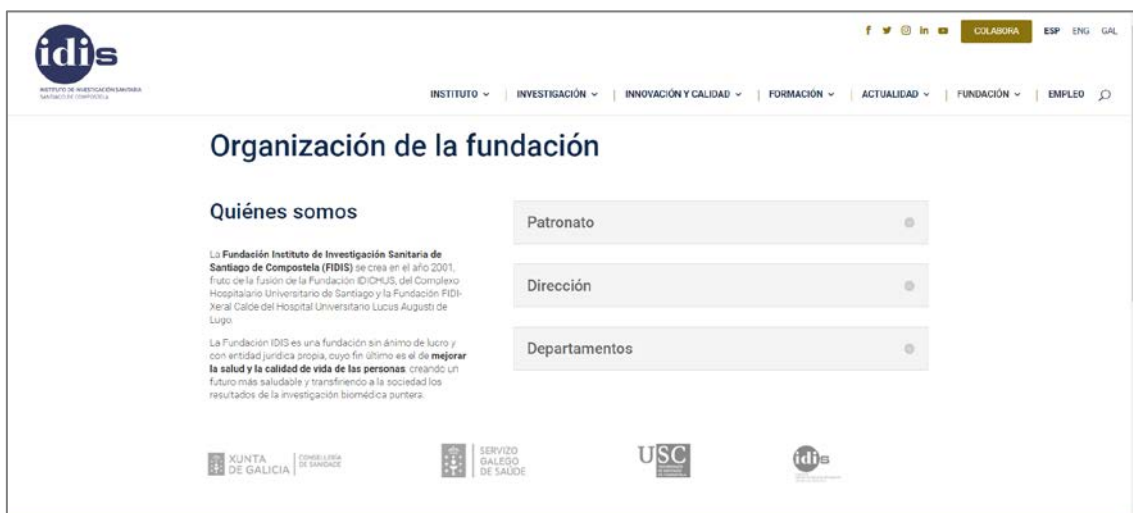 idis
INSTITUTO DE INVESTIGACIÓN SANITARIA
SANTIAGO DE COMPOSTELA
COLABORA
ESP ENG GAL
INSTITUTO
INVESTIGACIÓN
INNOVACIÓN Y CALIDAD
FORMACIÓN
ACTUALIDAD
FUNDACIÓN
EMPLEO
Organización de la fundación
Quiénes somos
La Fundación Instituto de Investigación Sanitaria de
Santiago de Compostela (FIDIS) se crea en el año 2001,
fruto de la fusión de la Fundación IDICHUS, del Complexo
Hospitalario Universitario de Santiago y la Fundación FIDI-
Xeral Calde del Hospital Universitario Lucus Augusti de
Lugo.
La Fundación IDIS es una fundación sin ánimo de lucro y
con entidad jurídica propia, cuyo fin último es el de mejorar
la salud y la calidad de vida de las personas, creando un
futuro más saludable y transfiriendo a la sociedad los
resultados de la investigación biomédica puntera.
Patronato
Dirección
Departamentos
XUNTA
DE GALICIA
CONSELLERÍA
DE SANIDADE
SERVIZO
GALEGO
DE SAÚDE
USC
idis